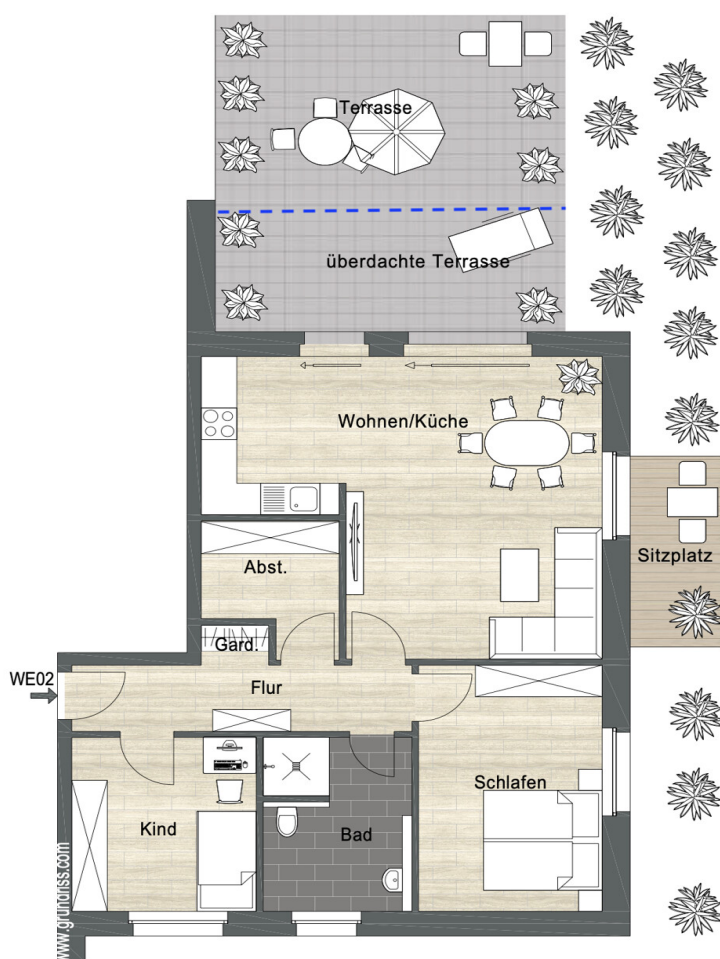 Terrasse
überdachte Terrasse
Wohnen/Küche
Sitzplatz
Abst.
Gard.
WE02
Flur
Schlafen
Kind
Bad
www.grundriss.com